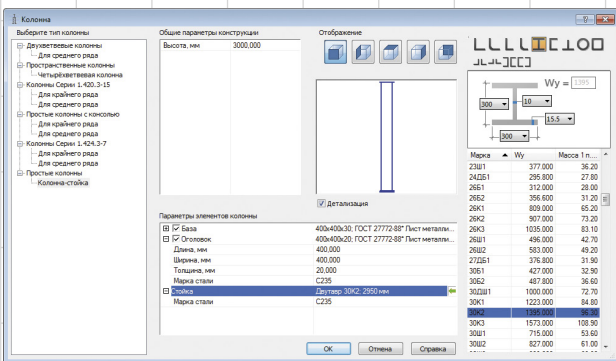 Колонна
Выберите тип колонны
Двухветвевые колонны
Для среднего ряда
Пространственные колонны
Четырёхветвевая колонна
Колонны Серии 1.420.3-15
Для крайнего ряда
Для среднего ряда
Простые колонны с консолью
Для крайнего ряда
Для среднего ряда
Колонны Серии 1.424.3-7
Для крайнего ряда
Для среднего ряда
Простые колонны
Колонна-стойка
Общие параметры конструкции
Высота, мм 3000,000
Отображение
Детализация
Параметры элементов колонны
База 400x400x30; ГОСТ 27772-88* Лист металли...
Оголовок 400x400x20; ГОСТ 27772-88* Лист металли...
Длина, мм 400,000
Ширина, мм 400,000
Толщина, мм 20,000
Марка стали С235
Стойка Двутавр 30К2; 2950 мм
Марка стали С235
ОК Отмена Справка
Wy = 1395
300 10
15.5
300
Марка Wy Масса 1 п....
23Ш1 377.000 36.20
24ДБ1 295.800 27.80
26Б1 312.000 28.00
26Б2 356.600 31.20
26К1 809.000 65.20
26К2 907.000 73.20
26К3 1035.000 83.10
26Ш1 496.000 42.70
26Ш2 583.000 49.20
27ДБ1 376.800 31.90
30Б1 427.000 32.90
30Б2 487.800 36.60
30ДШ1 1000.000 72.70
30К1 1223.000 84.80
30К2 1395.000 96.30
30К3 1573.000 108.90
30Ш1 715.000 53.60
30Ш2 827.000 61.00